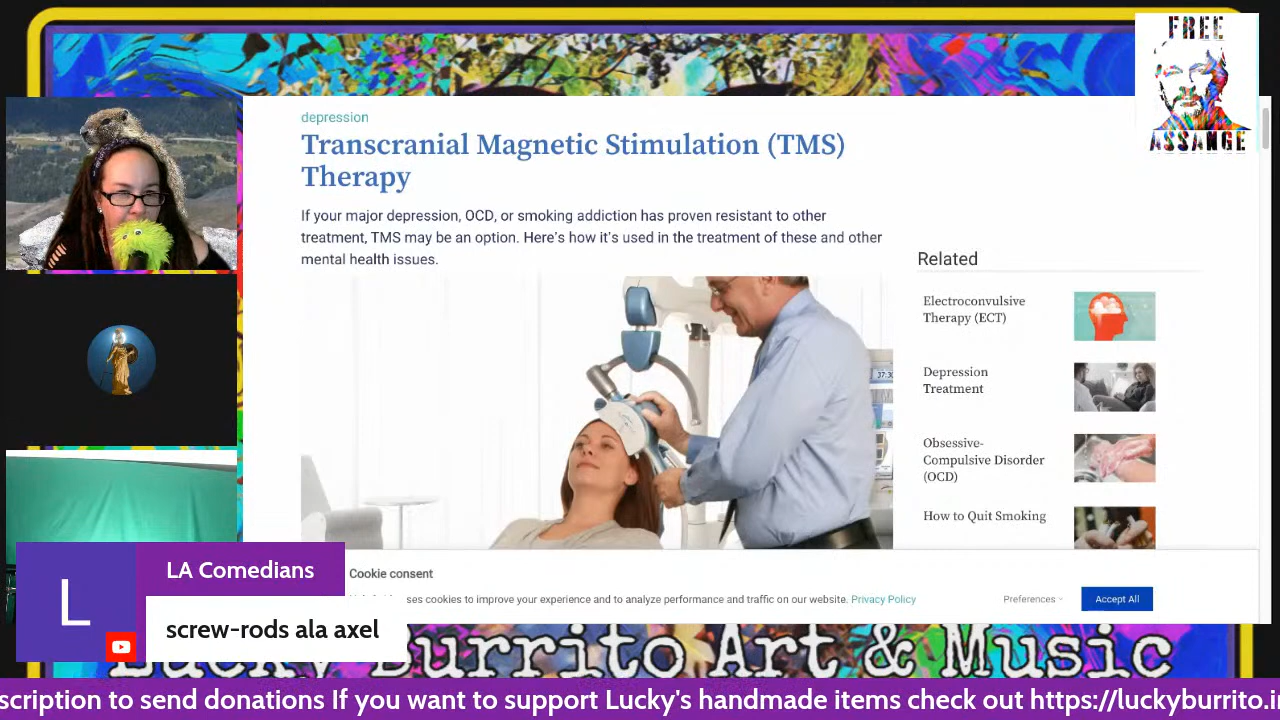 FREE
ASSANGE
depression
Transcranial Magnetic Stimulation (TMS)
Therapy
If your major depression, OCD, or smoking addiction has proven resistant to other
treatment, TMS may be an option. Here's how it's used in the treatment of these and other
mental health issues.
Related
Electroconvulsive
Therapy (ECT)
Depression
Treatment
Obsessive-
Compulsive Disorder
(OCD)
How to Quit Smoking
Cookie consent
ses cookies to improve your experience and to analyze performance and traffic on our website. Privacy Policy
Preferences
Accept All
L
LA Comedians
screw-rods ala axel
Lucky Burrito Art & Music
scription to send donations If you want to support Lucky's handmade items check out https://luckyburrito.i